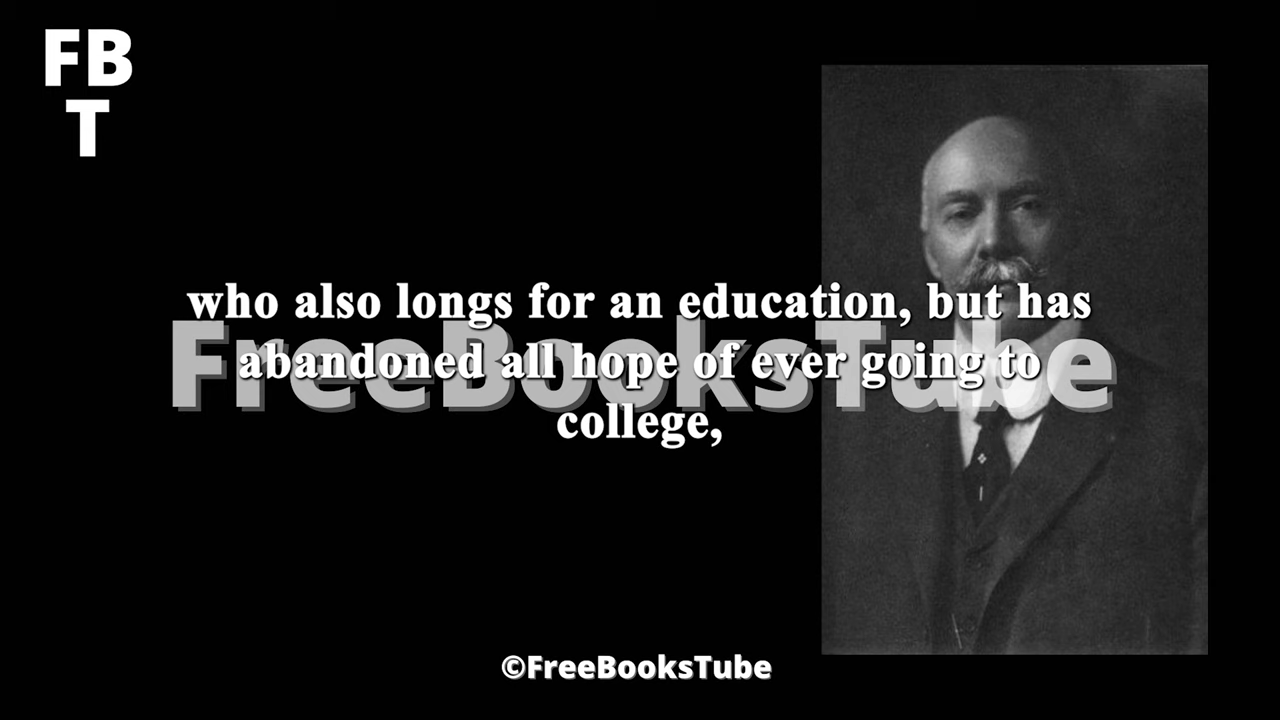 FB
T
who also longs for an education, but has
FreeBooksTube
abandoned all hope of ever going to
college,
©FreeBooksTube